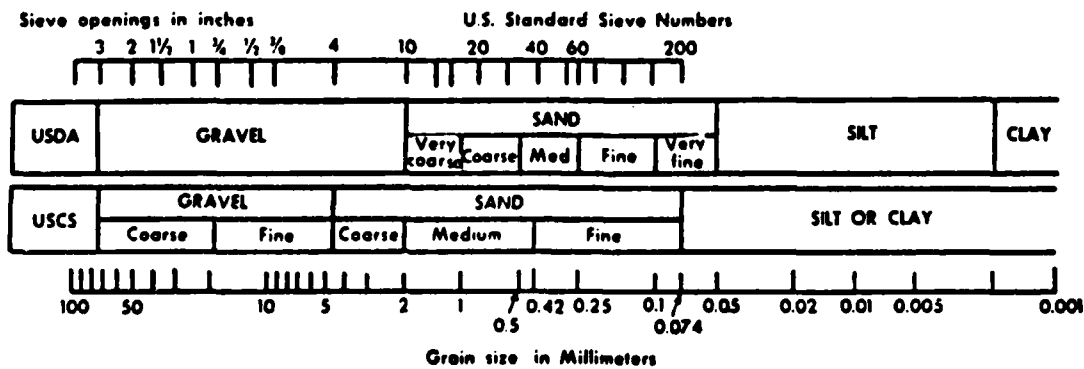 Sieve openings in inches U.S. Standard Sieve Numbers
3 2 1½ 1 ¾ ½ ⅜ 4 10 20 40 60 200
USDA GRAVEL SAND SILT CLAY
Very coarse Coarse Med Fine Very fine
USCS GRAVEL SAND SILT OR CLAY
Coarse Fine Coarse Medium Fine
100 50 10 5 2 1 0.5 0.42 0.25 0.1 0.074 0.05 0.02 0.01 0.005 0.001
Grain size in Millimeters